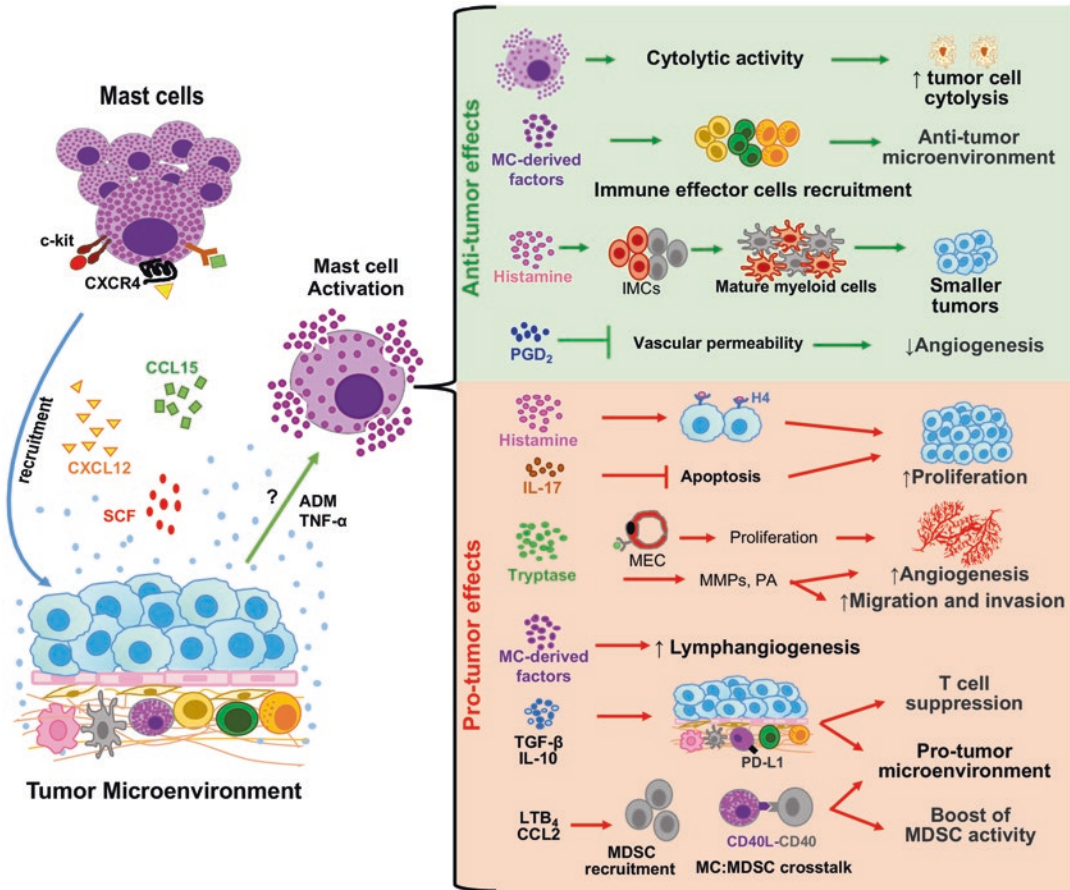 Mast cells
c-kit
CXCR4
recruitment
CCL15
CXCL12
SCF
?
ADM
TNF-α
Mast cell
Activation
Tumor Microenvironment
Anti-tumor effects
Cytolytic activity
↑ tumor cell
cytolysis
MC-derived
factors
Immune effector cells recruitment
Anti-tumor
microenvironment
Histamine
IMCs
Mature myeloid cells
Smaller
tumors
PGD₂
Vascular permeability
↓Angiogenesis
Pro-tumor effects
Histamine
H4
IL-17
Apoptosis
↑Proliferation
Tryptase
MEC
Proliferation
MMPs, PA
↑Angiogenesis
↑Migration and invasion
MC-derived
factors
↑ Lymphangiogenesis
TGF-β
IL-10
PD-L1
T cell
suppression
Pro-tumor
microenvironment
LTB₄
CCL2
MDSC
recruitment
CD40L-CD40
MC:MDSC crosstalk
Boost of
MDSC activity